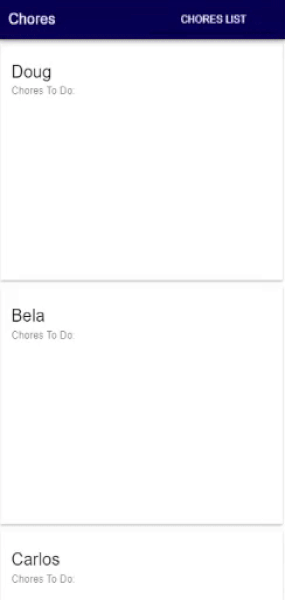 Chores
CHORES LIST
Doug
Chores To Do:
Bela
Chores To Do:
Carlos
Chores To Do: